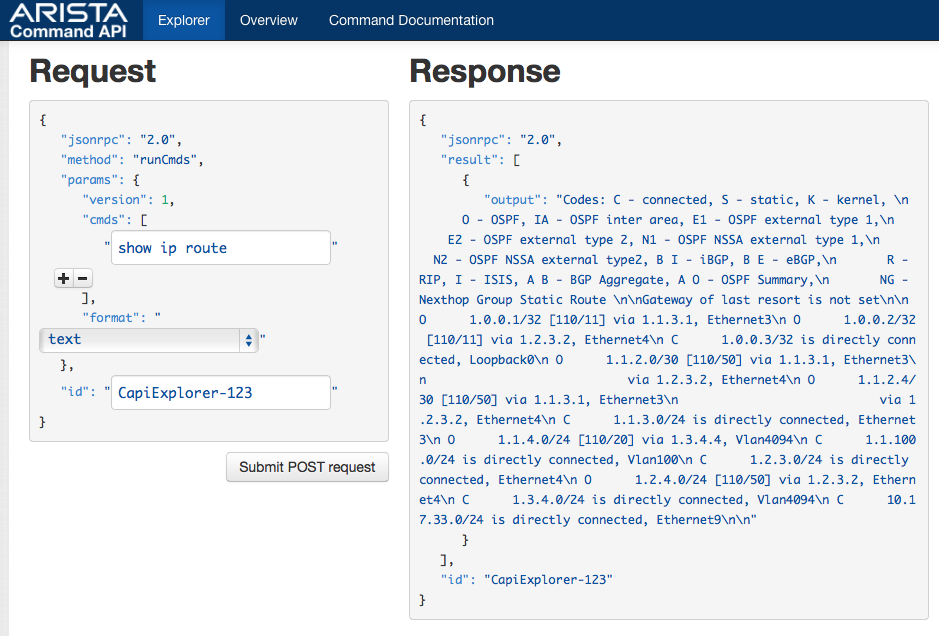 ARISTA
Command API
Explorer
Overview
Command Documentation
Request
{
"jsonrpc": "2.0",
"method": "runCmds",
"params": {
"version": 1,
"cmds": [
"show ip route"
+ −
],
"format": "
text"
},
"id": "CapiExplorer-123"
}
Submit POST request
Response
{
"jsonrpc": "2.0",
"result": [
{
"output": "Codes: C - connected, S - static, K - kernel, \n
O - OSPF, IA - OSPF inter area, E1 - OSPF external type 1,\n
E2 - OSPF external type 2, N1 - OSPF NSSA external type 1,\n
N2 - OSPF NSSA external type2, B I - iBGP, B E - eBGP,\n R -
RIP, I - ISIS, A B - BGP Aggregate, A O - OSPF Summary,\n NG -
Nexthop Group Static Route \n\nGateway of last resort is not set\n\n
O 1.0.0.1/32 [110/11] via 1.1.3.1, Ethernet3\n O 1.0.0.2/32
[110/11] via 1.2.3.2, Ethernet4\n C 1.0.0.3/32 is directly conn
ected, Loopback0\n O 1.1.2.0/30 [110/50] via 1.1.3.1, Ethernet3\
n via 1.2.3.2, Ethernet4\n O 1.1.2.4/
30 [110/50] via 1.1.3.1, Ethernet3\n via 1
.2.3.2, Ethernet4\n C 1.1.3.0/24 is directly connected, Ethernet
3\n O 1.1.4.0/24 [110/20] via 1.3.4.4, Vlan4094\n C 1.1.100
.0/24 is directly connected, Vlan100\n C 1.2.3.0/24 is directly
connected, Ethernet4\n O 1.2.4.0/24 [110/50] via 1.2.3.2, Ethern
et4\n C 1.3.4.0/24 is directly connected, Vlan4094\n C 10.1
7.33.0/24 is directly connected, Ethernet9\n\n"
}
],
"id": "CapiExplorer-123"
}